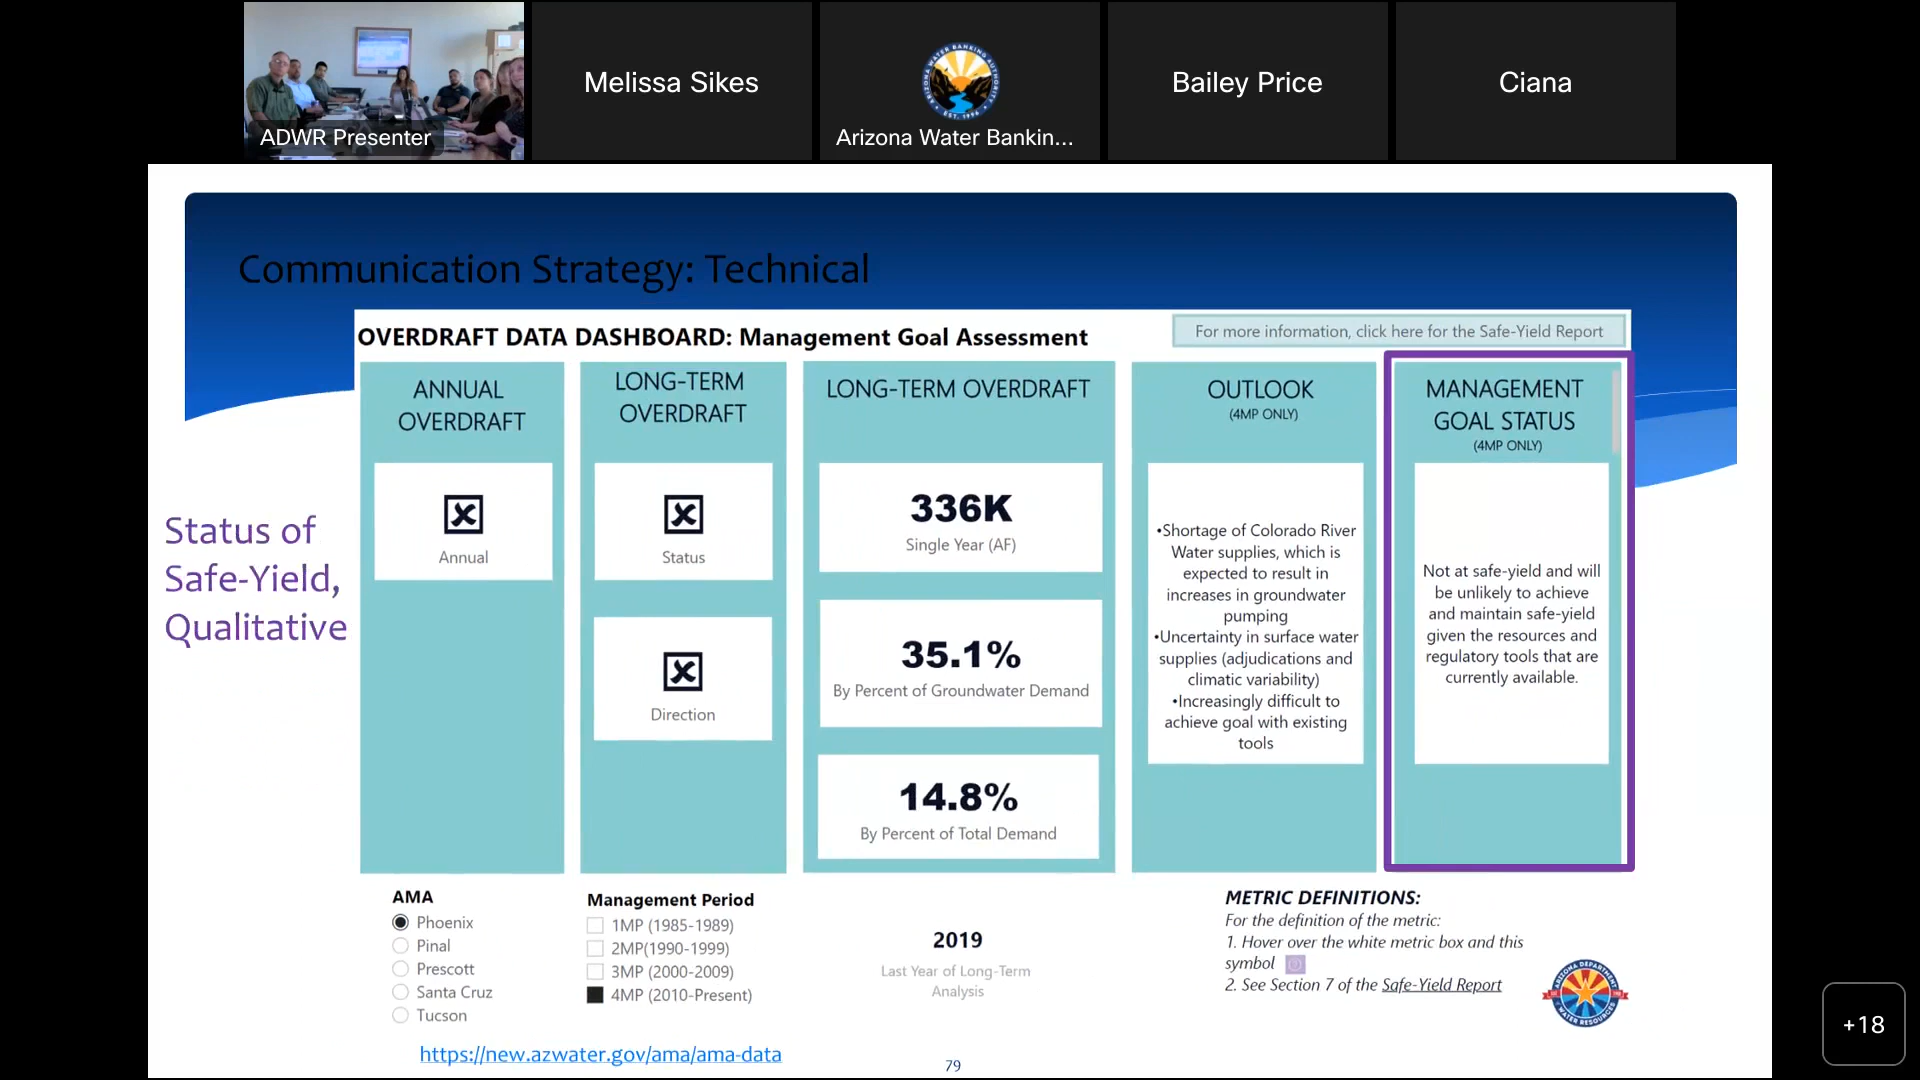 ADWR Presenter
Melissa Sikes
Arizona Water Bankin...
Bailey Price
Ciana
Communication Strategy: Technical
OVERDRAFT DATA DASHBOARD: Management Goal Assessment
For more information, click here for the Safe-Yield Report
Status of
Safe-Yield,
Qualitative
ANNUAL
OVERDRAFT
Annual
LONG-TERM
OVERDRAFT
Status
Direction
LONG-TERM OVERDRAFT
336K
Single Year (AF)
35.1%
By Percent of Groundwater Demand
14.8%
By Percent of Total Demand
OUTLOOK
(4MP ONLY)
•Shortage of Colorado River
Water supplies, which is
expected to result in
increases in groundwater
pumping
•Uncertainty in surface water
supplies (adjudications and
climatic variability)
•Increasingly difficult to
achieve goal with existing
tools
MANAGEMENT
GOAL STATUS
(4MP ONLY)
Not at safe-yield and will
be unlikely to achieve
and maintain safe-yield
given the resources and
regulatory tools that are
currently available.
AMA
Phoenix
Pinal
Prescott
Santa Cruz
Tucson
Management Period
1MP (1985-1989)
2MP(1990-1999)
3MP (2000-2009)
4MP (2010-Present)
2019
Last Year of Long-Term
Analysis
METRIC DEFINITIONS:
For the definition of the metric:
1. Hover over the white metric box and this
symbol
2. See Section 7 of the Safe-Yield Report
https://new.azwater.gov/ama/ama-data
79
+18